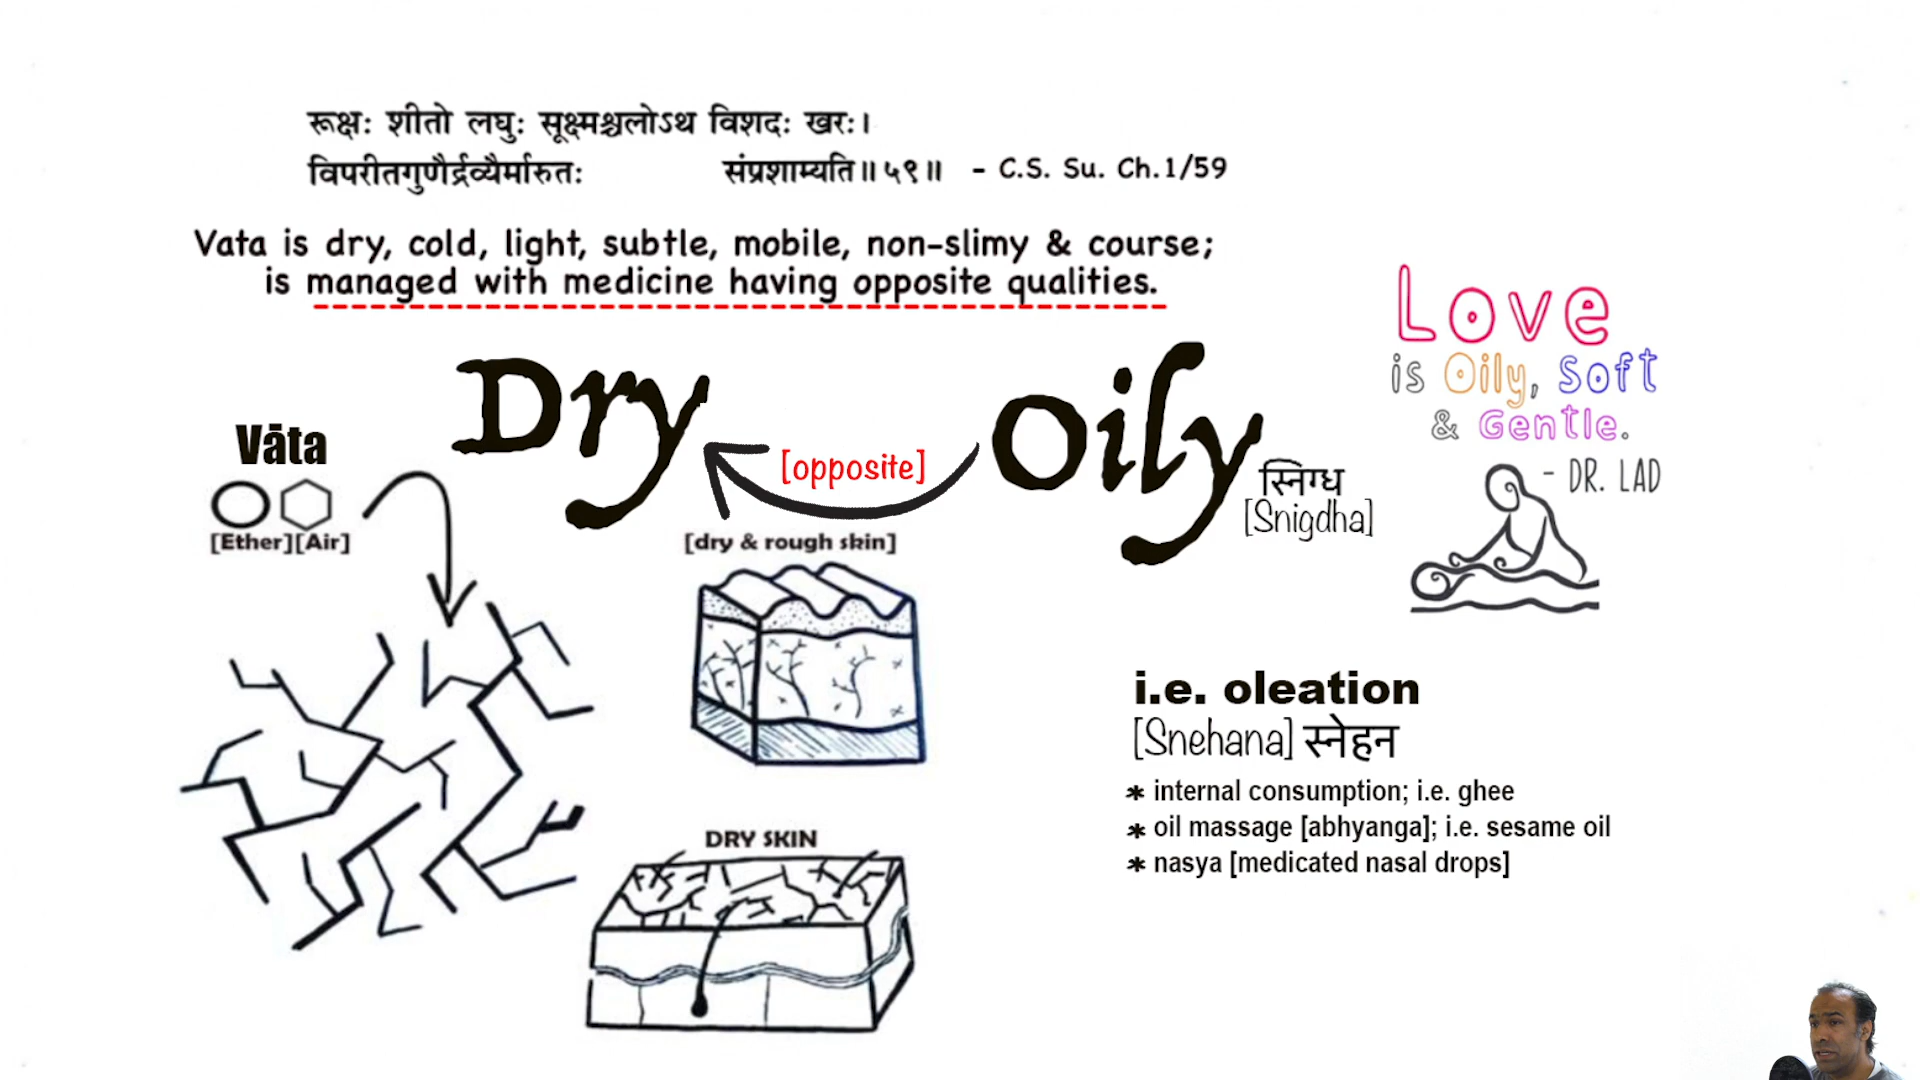 रूक्षः शीतो लघुः सूक्ष्मश्चलोऽथ विशदः खरः।
विपरीतगुणैर्द्रव्यैर्मारुतः संप्रशाम्यति॥५९॥ - C.S. Su. Ch.1/59
Vata is dry, cold, light, subtle, mobile, non-slimy & course;
is managed with medicine having opposite qualities.
Love
is Oily, Soft
& Gentle.
- DR. LAD
Dry
[opposite]
Oily
स्निग्ध
[Snigdha]
Vāta
[Ether][Air]
[dry & rough skin]
DRY SKIN
i.e. oleation
[Snehana] स्नेहन
* internal consumption; i.e. ghee
* oil massage [abhyanga]; i.e. sesame oil
* nasya [medicated nasal drops]